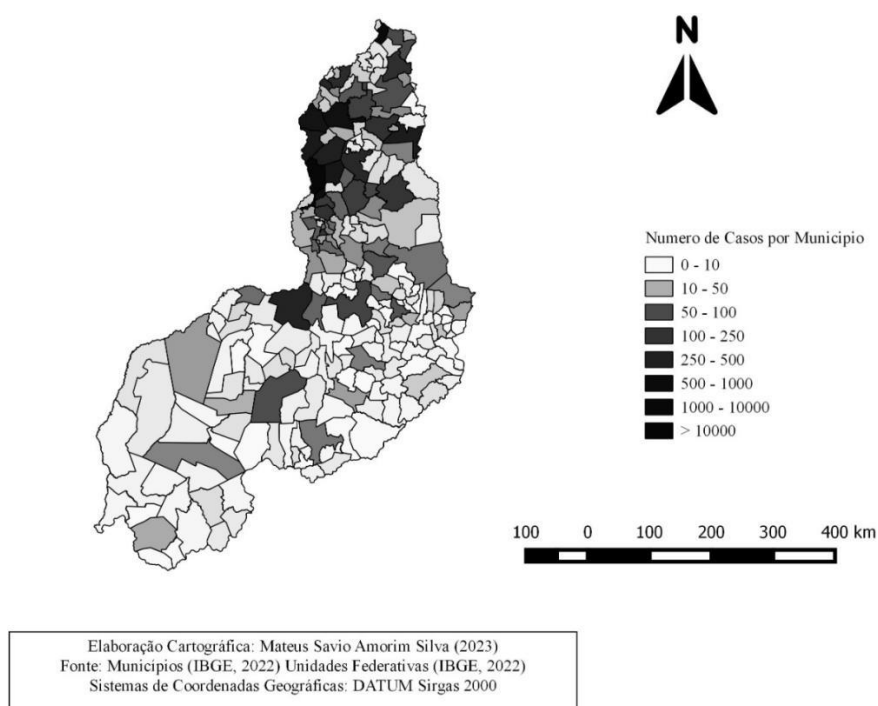 N
Numero de Casos por Municipio
0 - 10
10 - 50
50 - 100
100 - 250
250 - 500
500 - 1000
1000 - 10000
> 10000
100 0 100 200 300 400 km
Elaboração Cartográfica: Mateus Savio Amorim Silva (2023)
Fonte: Municípios (IBGE, 2022) Unidades Federativas (IBGE, 2022)
Sistemas de Coordenadas Geográficas: DATUM Sirgas 2000